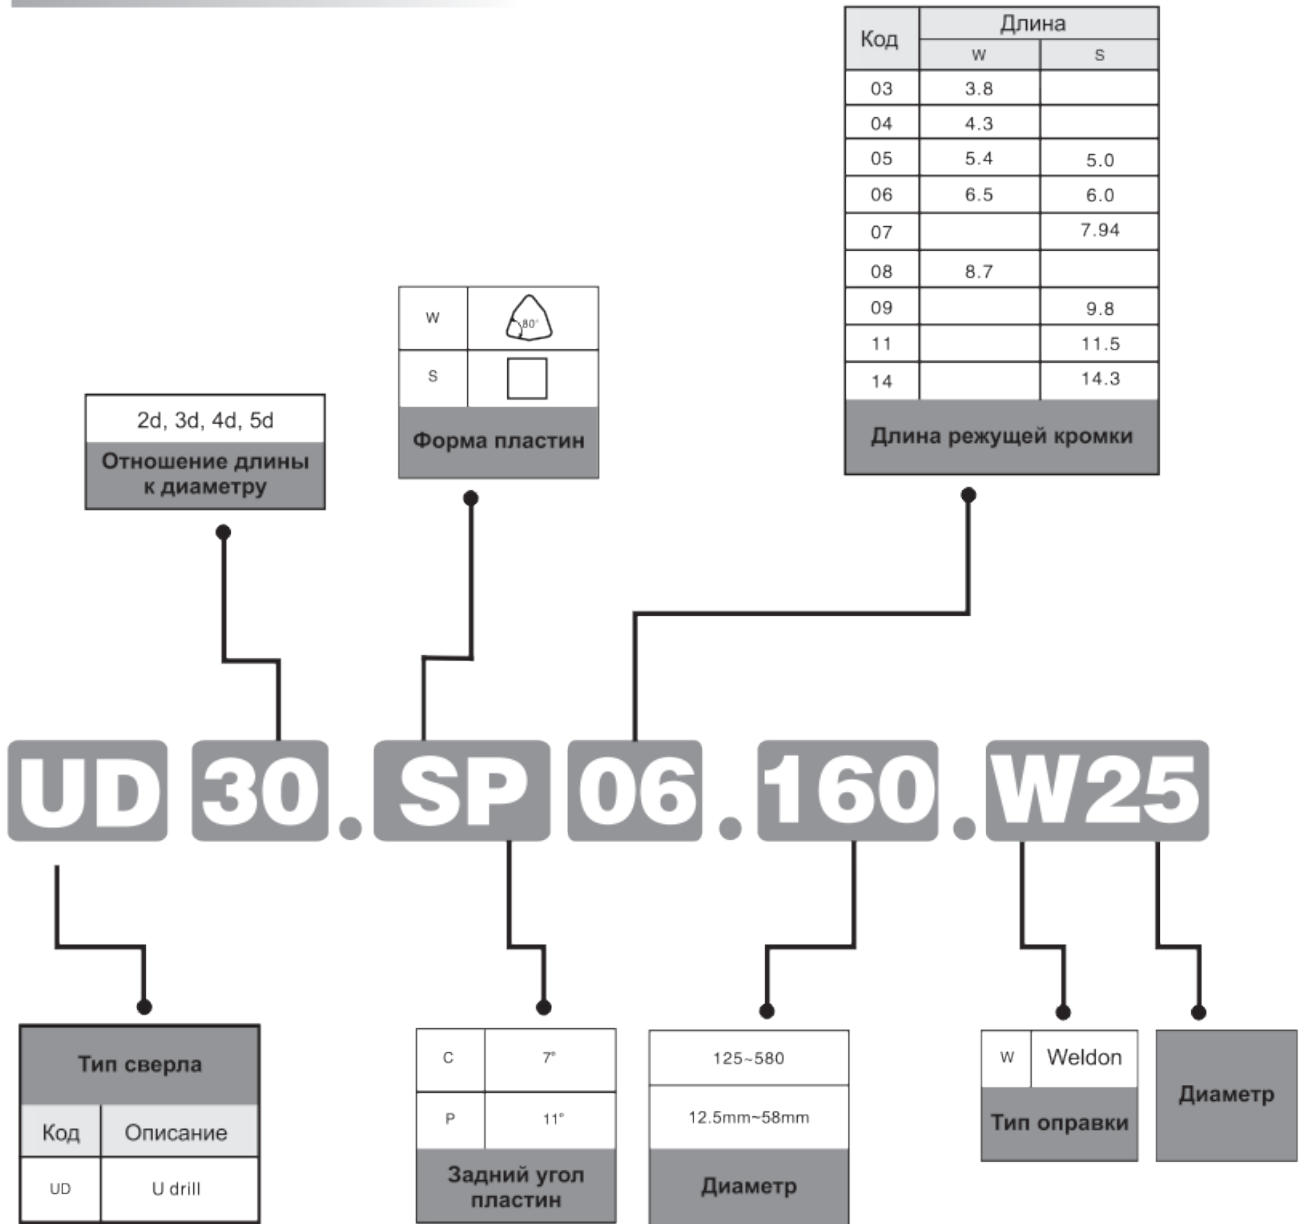 Код Длина
W S
03 3.8
04 4.3
05 5.4 5.0
06 6.5 6.0
07 7.94
08 8.7
09 9.8
11 11.5
14 14.3
Длина режущей кромки
W 80°
S
Форма пластин
2d, 3d, 4d, 5d
Отношение длины
к диаметру
UD 30 . SP 06 . 160 . W25
Тип сверла
Код Описание
UD U drill
C 7°
P 11°
Задний угол
пластин
125~580
12.5mm~58mm
Диаметр
W Weldon
Тип оправки
Диаметр